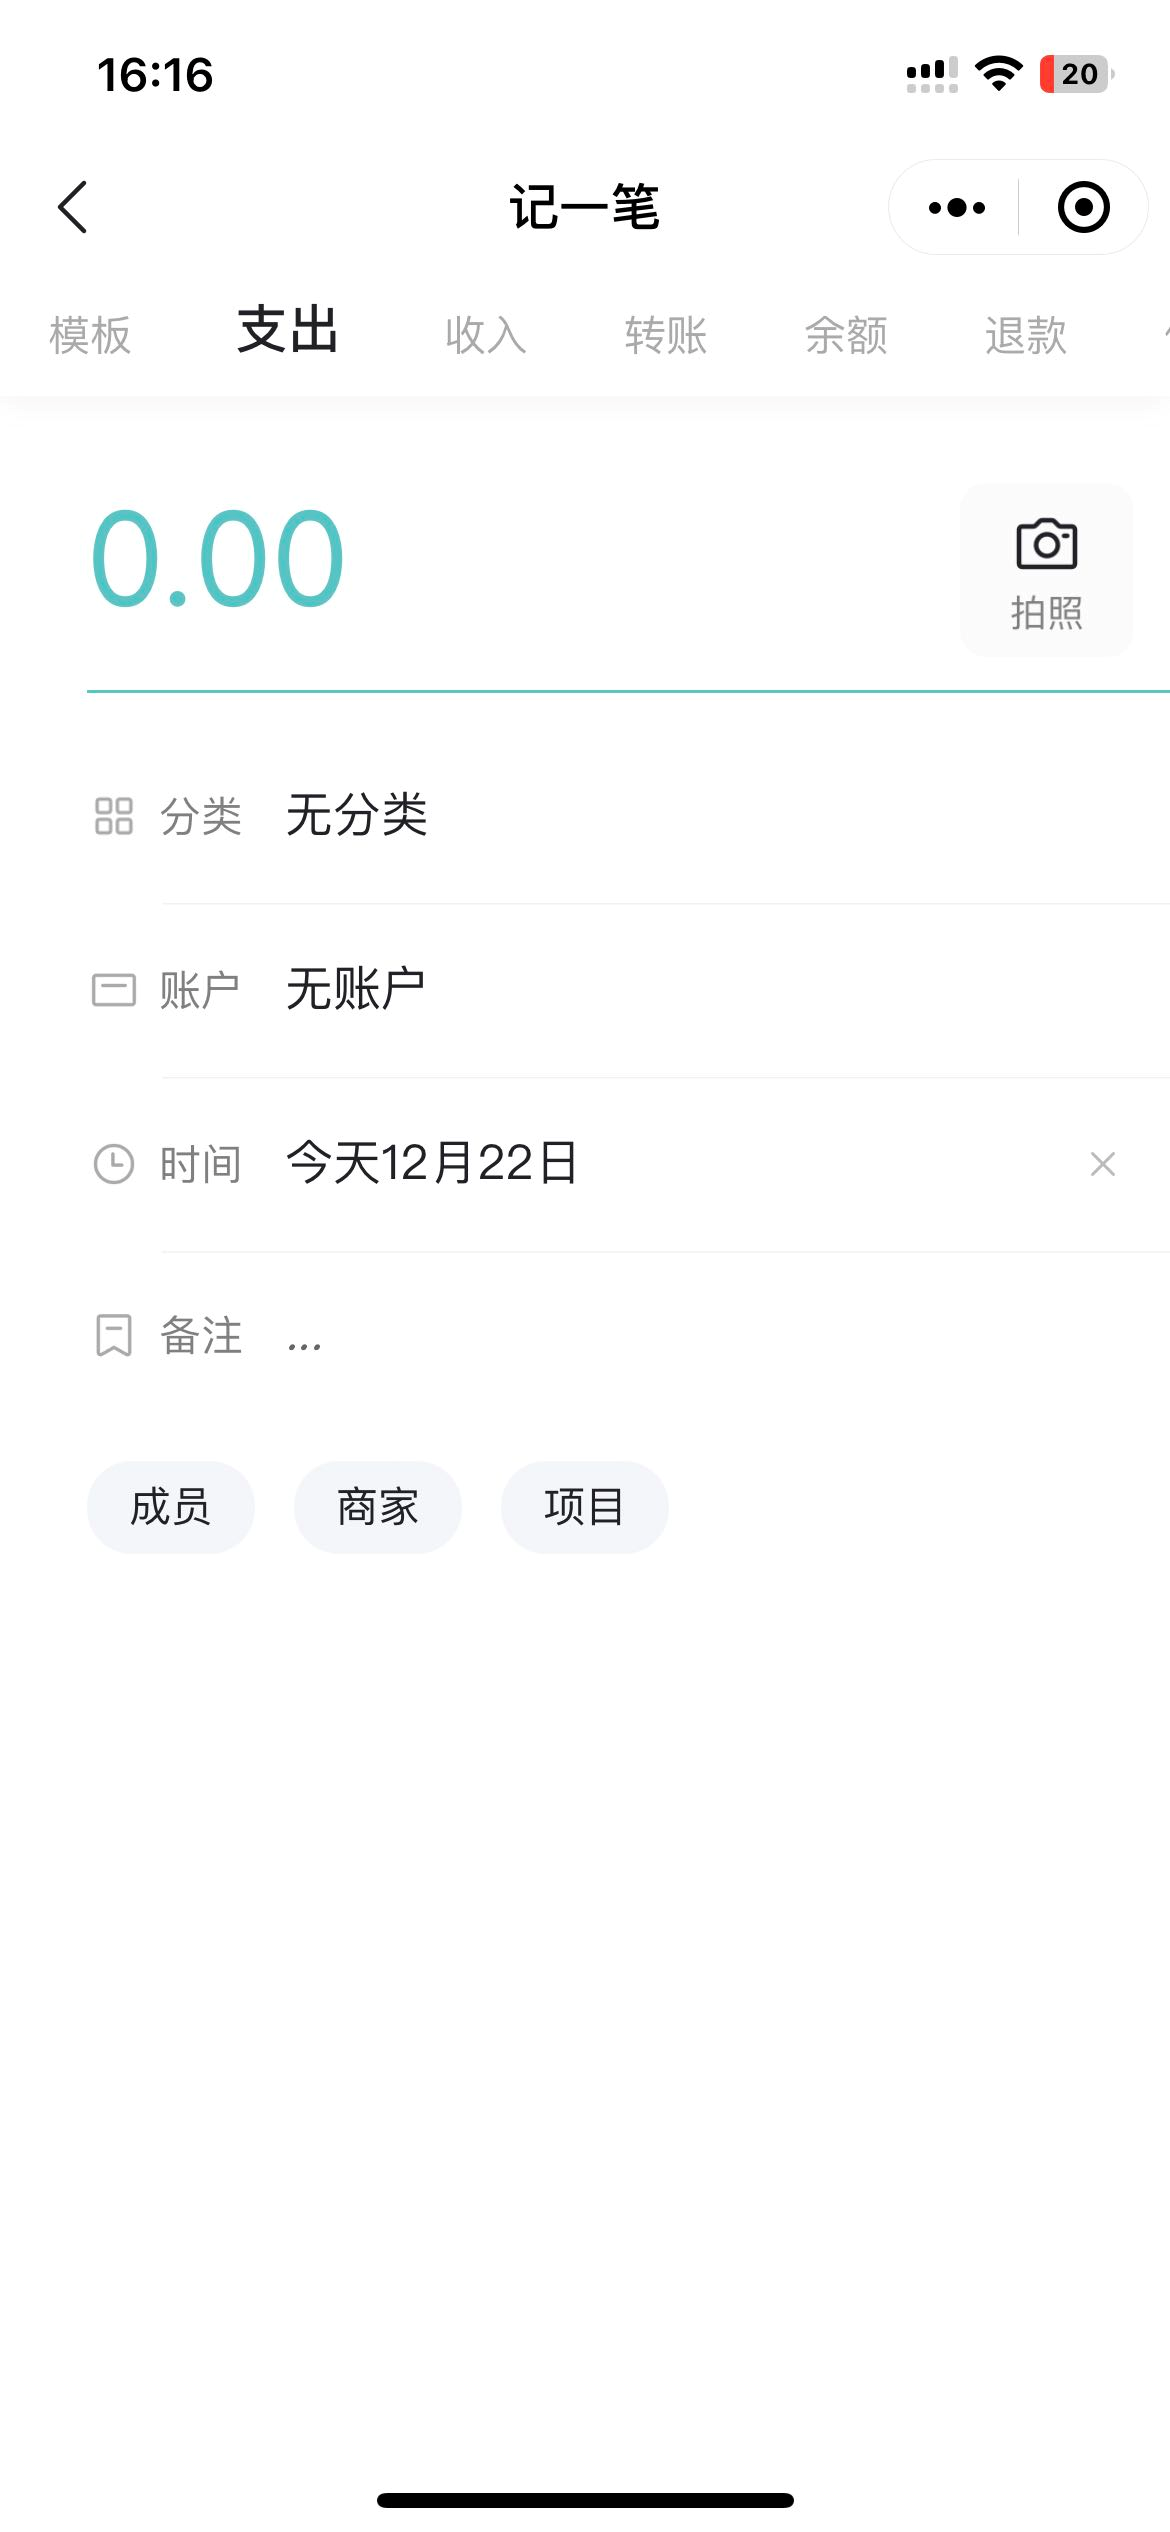 16:16
20
记一笔
模板 支出 收入 转账 余额 退款
0.00
拍照
分类 无分类
账户 无账户
时间 今天12月22日
备注 ...
成员 商家 项目